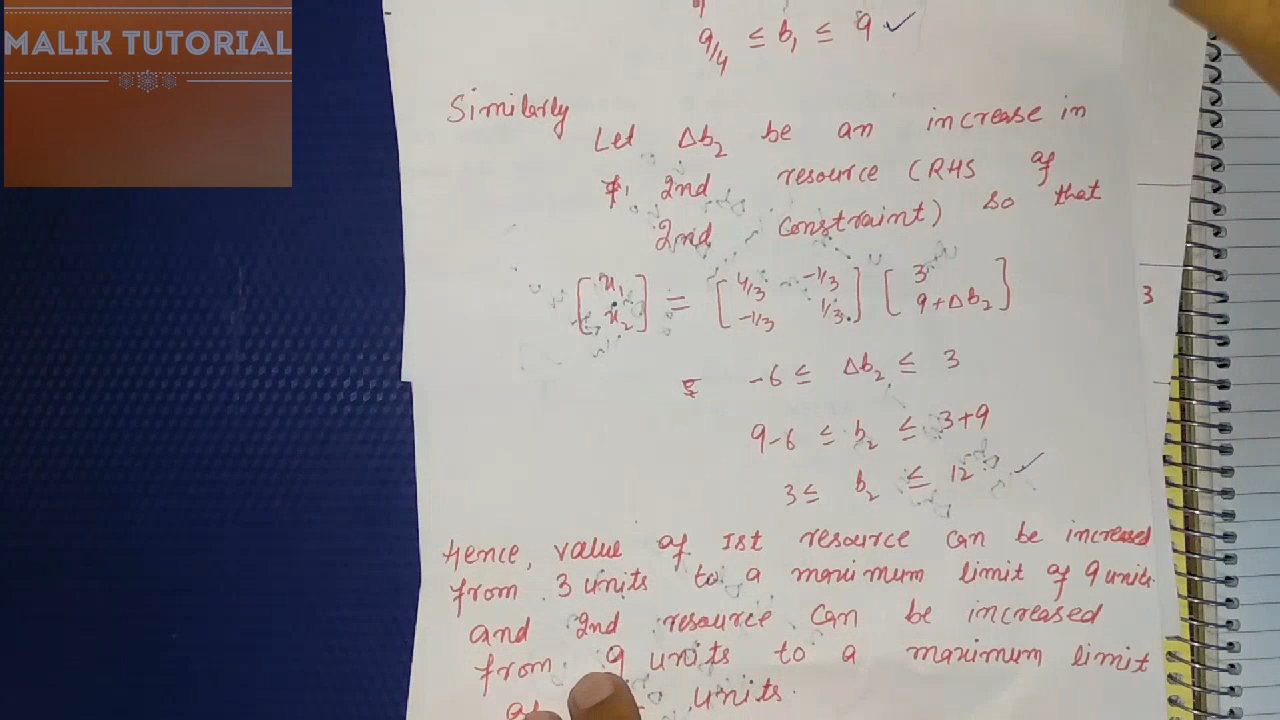 MALIK TUTORIAL
9/4 ≤ b₁ ≤ 9 ✓
Similarly
Let Δb₂ be an increase in
2nd resource (RHS of
2nd constraint) so that
[x₁ x₂] = [4/3 -1/3 -1/3 1/3] [3 9+Δb₂]
3
-6 ≤ Δb₂ ≤ 3
9-6 ≤ b₂ ≤ 3+9
3 ≤ b₂ ≤ 12 ✓
Hence, value of Ist resource can be increased
from 3 units to a maximum limit of 9 units
and 2nd resource can be increased
from 9 units to a maximum limit
of units.